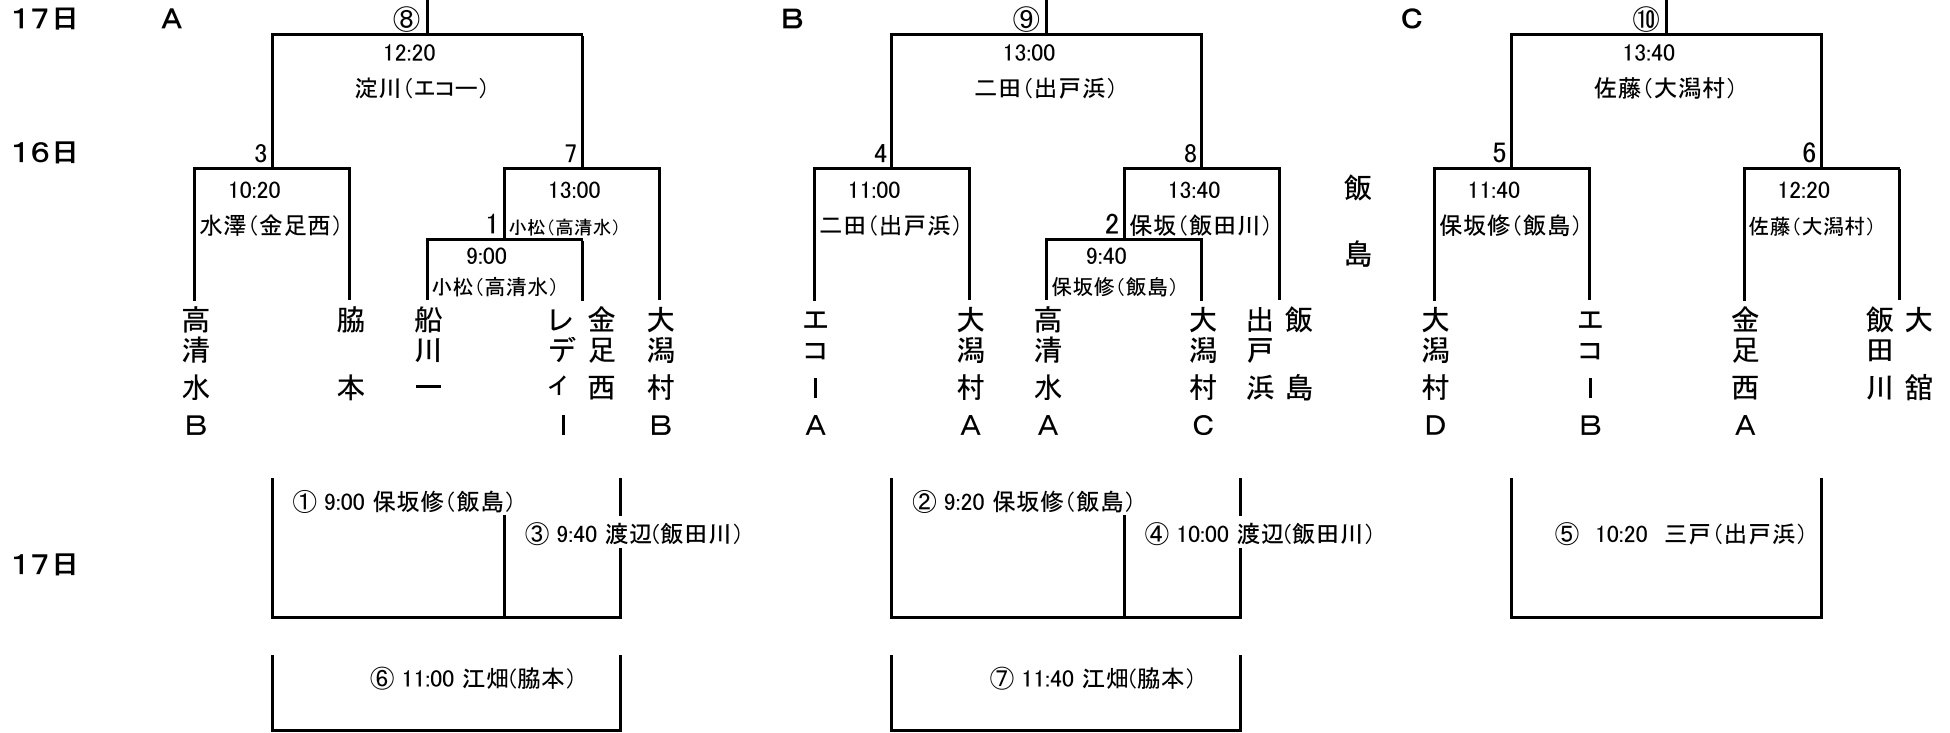 17日 A ⑧ B ⑨ C ⑩
12:20 13:00 13:40
淀川（エコー） 二田（出戸浜） 佐藤（大潟村）
16日 3 7 4 8 5 6
10:20 13:00 11:00 13:40 11:40 12:20
水澤（金足西） 1 小松（高清水） 二田（出戸浜） 2 保坂（飯田川） 保坂修（飯島） 佐藤（大潟村）
9:00 9:40
小松（高清水） 保坂修（飯島）
飯島
高清水B
脇本
船川一
金足西
レディー
大潟村B
エコーA
大潟村A
高清水A
大潟村C
飯島
出戸浜
大潟村D
エコーB
金足西A
大舘
飯田川
① 9:00 保坂修（飯島） ② 9:20 保坂修（飯島）
③ 9:40 渡辺(飯田川） ④ 10:00 渡辺(飯田川） ⑤ 10:20 三戸（出戸浜）
17日
⑥ 11:00 江畑(脇本） ⑦ 11:40 江畑(脇本）